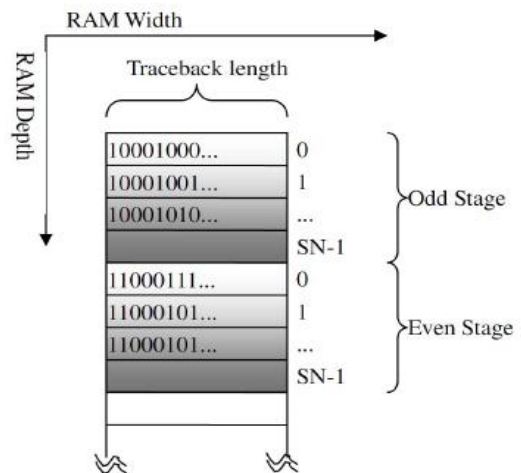 RAM Width
RAM Depth
Traceback length
10001000... 0
10001001... 1
10001010... ...
SN-1
Odd Stage
11000111... 0
11000101... 1
11000101... ...
SN-1
Even Stage